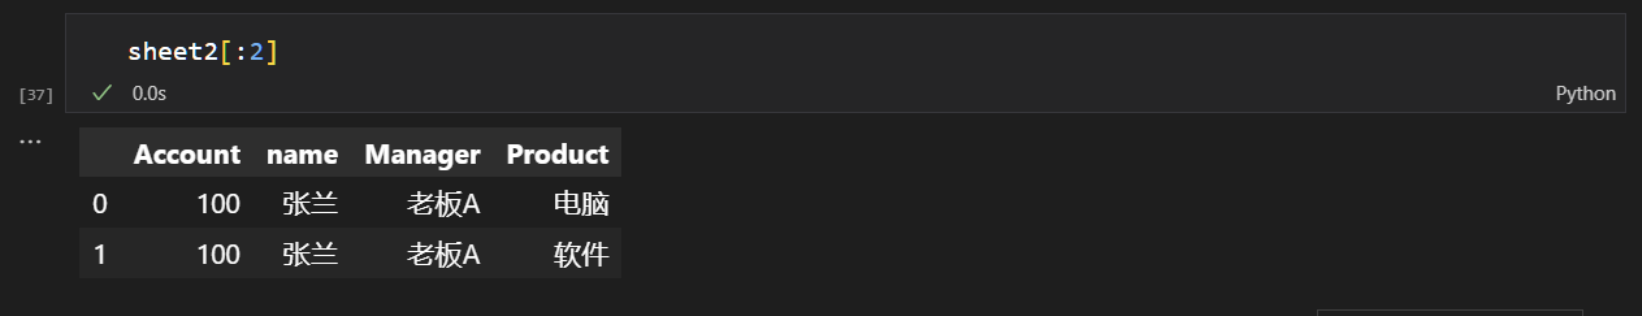 sheet2[:2]
[37] ✓ 0.0s Python
...
Account name Manager Product
0 100 张兰 老板A 电脑
1 100 张兰 老板A 软件